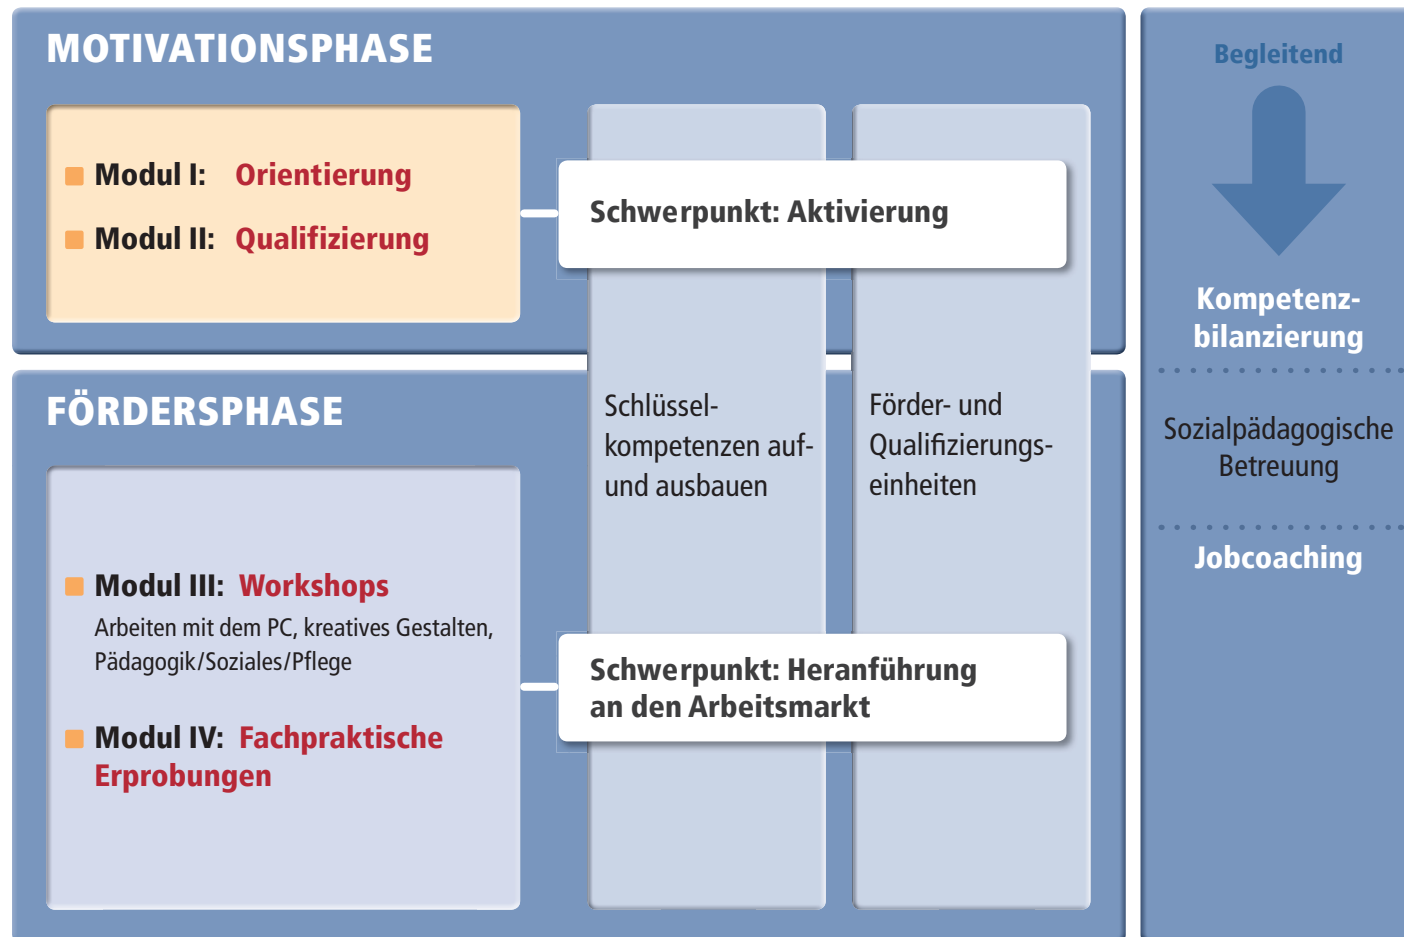 MOTIVATIONSPHASE
Modul I: Orientierung
Modul II: Qualifizierung
Schwerpunkt: Aktivierung
FÖRDERSPHASE
Schlüssel-
kompetenzen auf-
und ausbauen
Förder- und
Qualifizierungs-
einheiten
Modul III: Workshops
Arbeiten mit dem PC, kreatives Gestalten,
Pädagogik/Soziales/Pflege
Modul IV: Fachpraktische
Erprobungen
Schwerpunkt: Heranführung
an den Arbeitsmarkt
Begleitend
Kompetenz-
bilanzierung
Sozialpädagogische
Betreuung
Jobcoaching